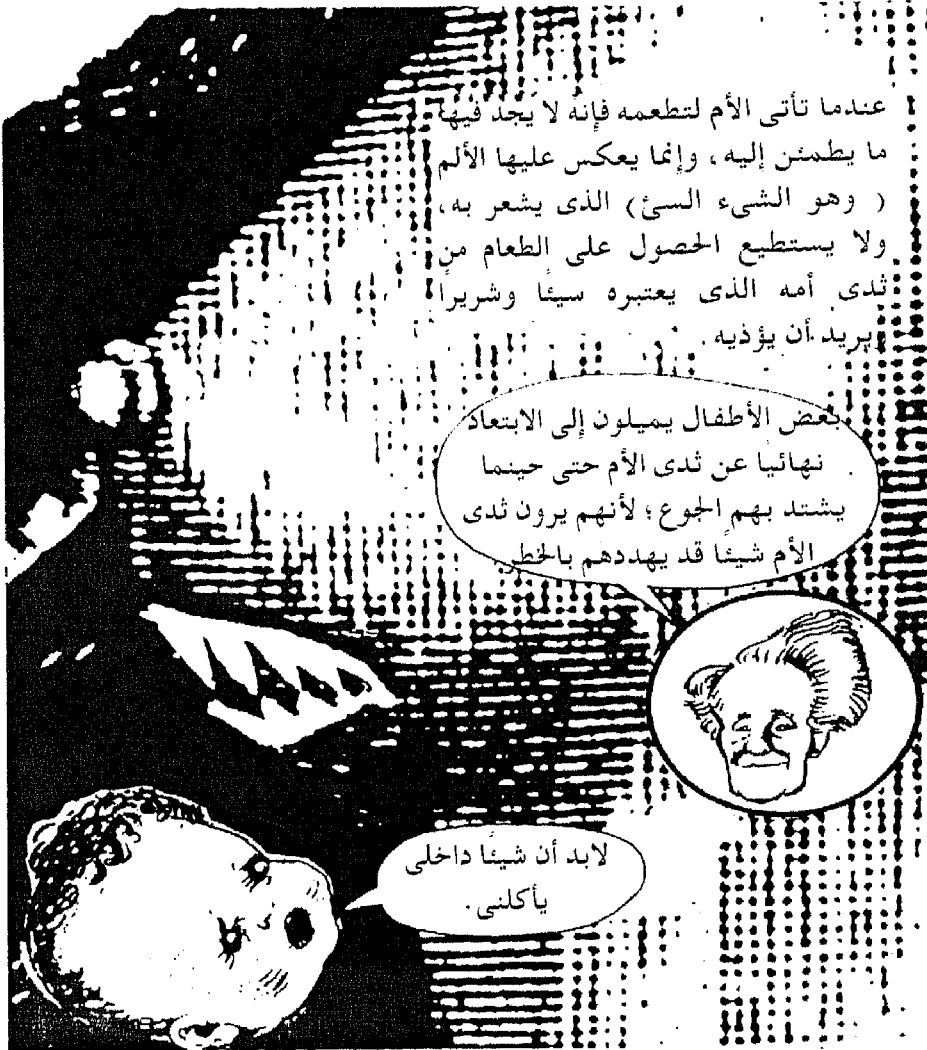 عندما تأتى الأم لتطعمه فإنه لا يجد فيها
ما يطمئن إليه، وإنما يعكس عليها الألم
( وهو الشىء السئ) الذى يشعر به،
ولا يستطيع الحصول على الطعام من
ثدى أمه الذى يعتبره سيئا وشريرا
يريد أن يؤذيه.
بعض الأطفال يميلون إلى الابتعاد
نهائيا عن ثدى الأم حتى حينما
يشتد بهم الجوع؛ لأنهم يرون ثدى
الأم شيئا قد يهددهم بالخطر.
لابد أن شيئا داخلى
يأكلنى.